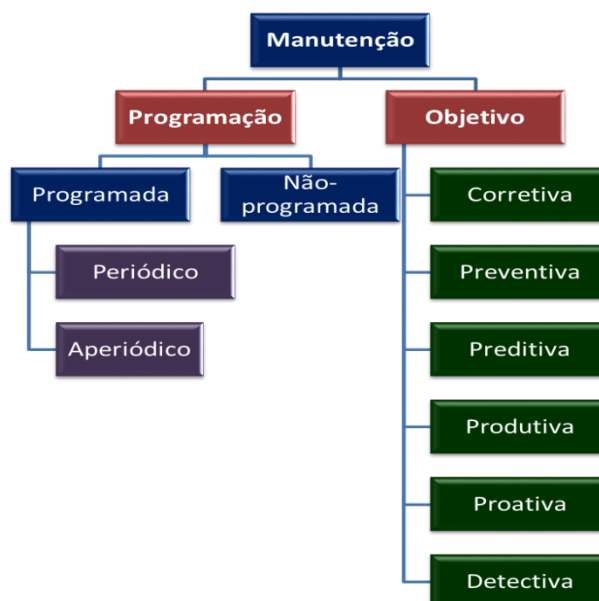 Manutenção
Programação
Objetivo
Programada
Não-
programada
Periódico
Aperiódico
Corretiva
Preventiva
Preditiva
Produtiva
Proativa
Detectiva